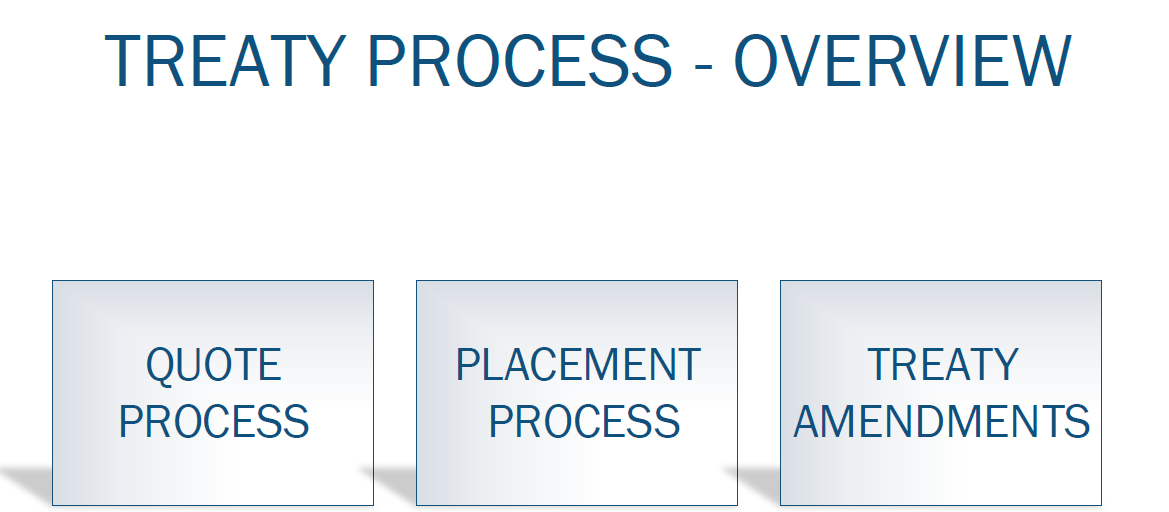 TREATY PROCESS - OVERVIEW
QUOTE
PROCESS
PLACEMENT
PROCESS
TREATY
AMENDMENTS